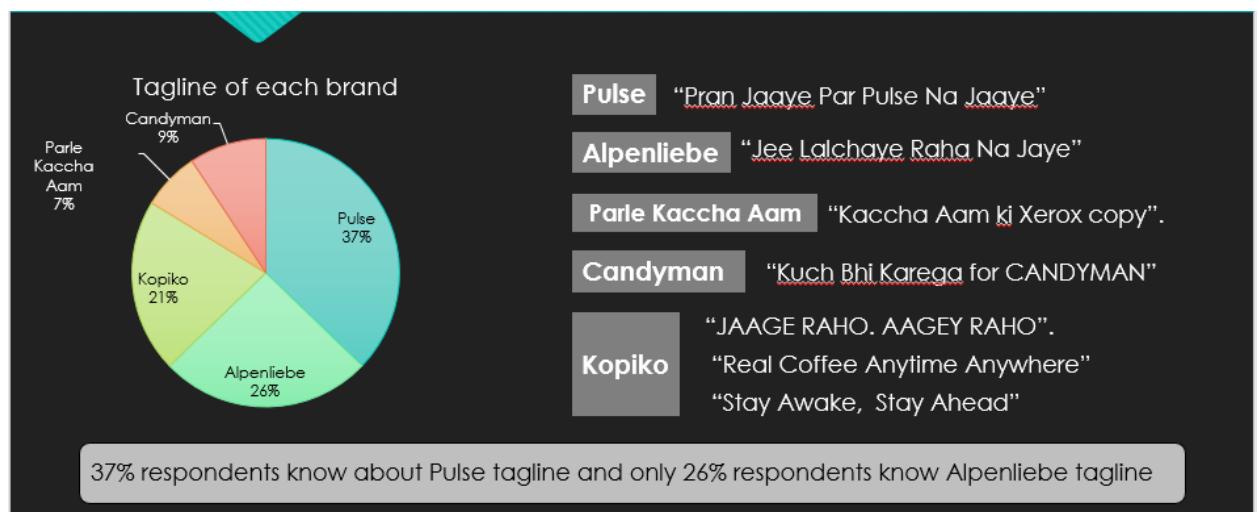 Tagline of each brand
Candyman
9%
Parle
Kaccha
Aam
7%
Pulse
37%
Kopiko
21%
Alpenliebe
26%
Pulse “Pran Jaaye Par Pulse Na Jaaye”
Alpenliebe “Jee Lalchaye Raha Na Jaye”
Parle Kaccha Aam “Kaccha Aam ki Xerox copy”.
Candyman “Kuch Bhi Karega for CANDYMAN”
Kopiko
“JAAGE RAHO. AAGEY RAHO”.
“Real Coffee Anytime Anywhere”
“Stay Awake, Stay Ahead”
37% respondents know about Pulse tagline and only 26% respondents know Alpenliebe tagline